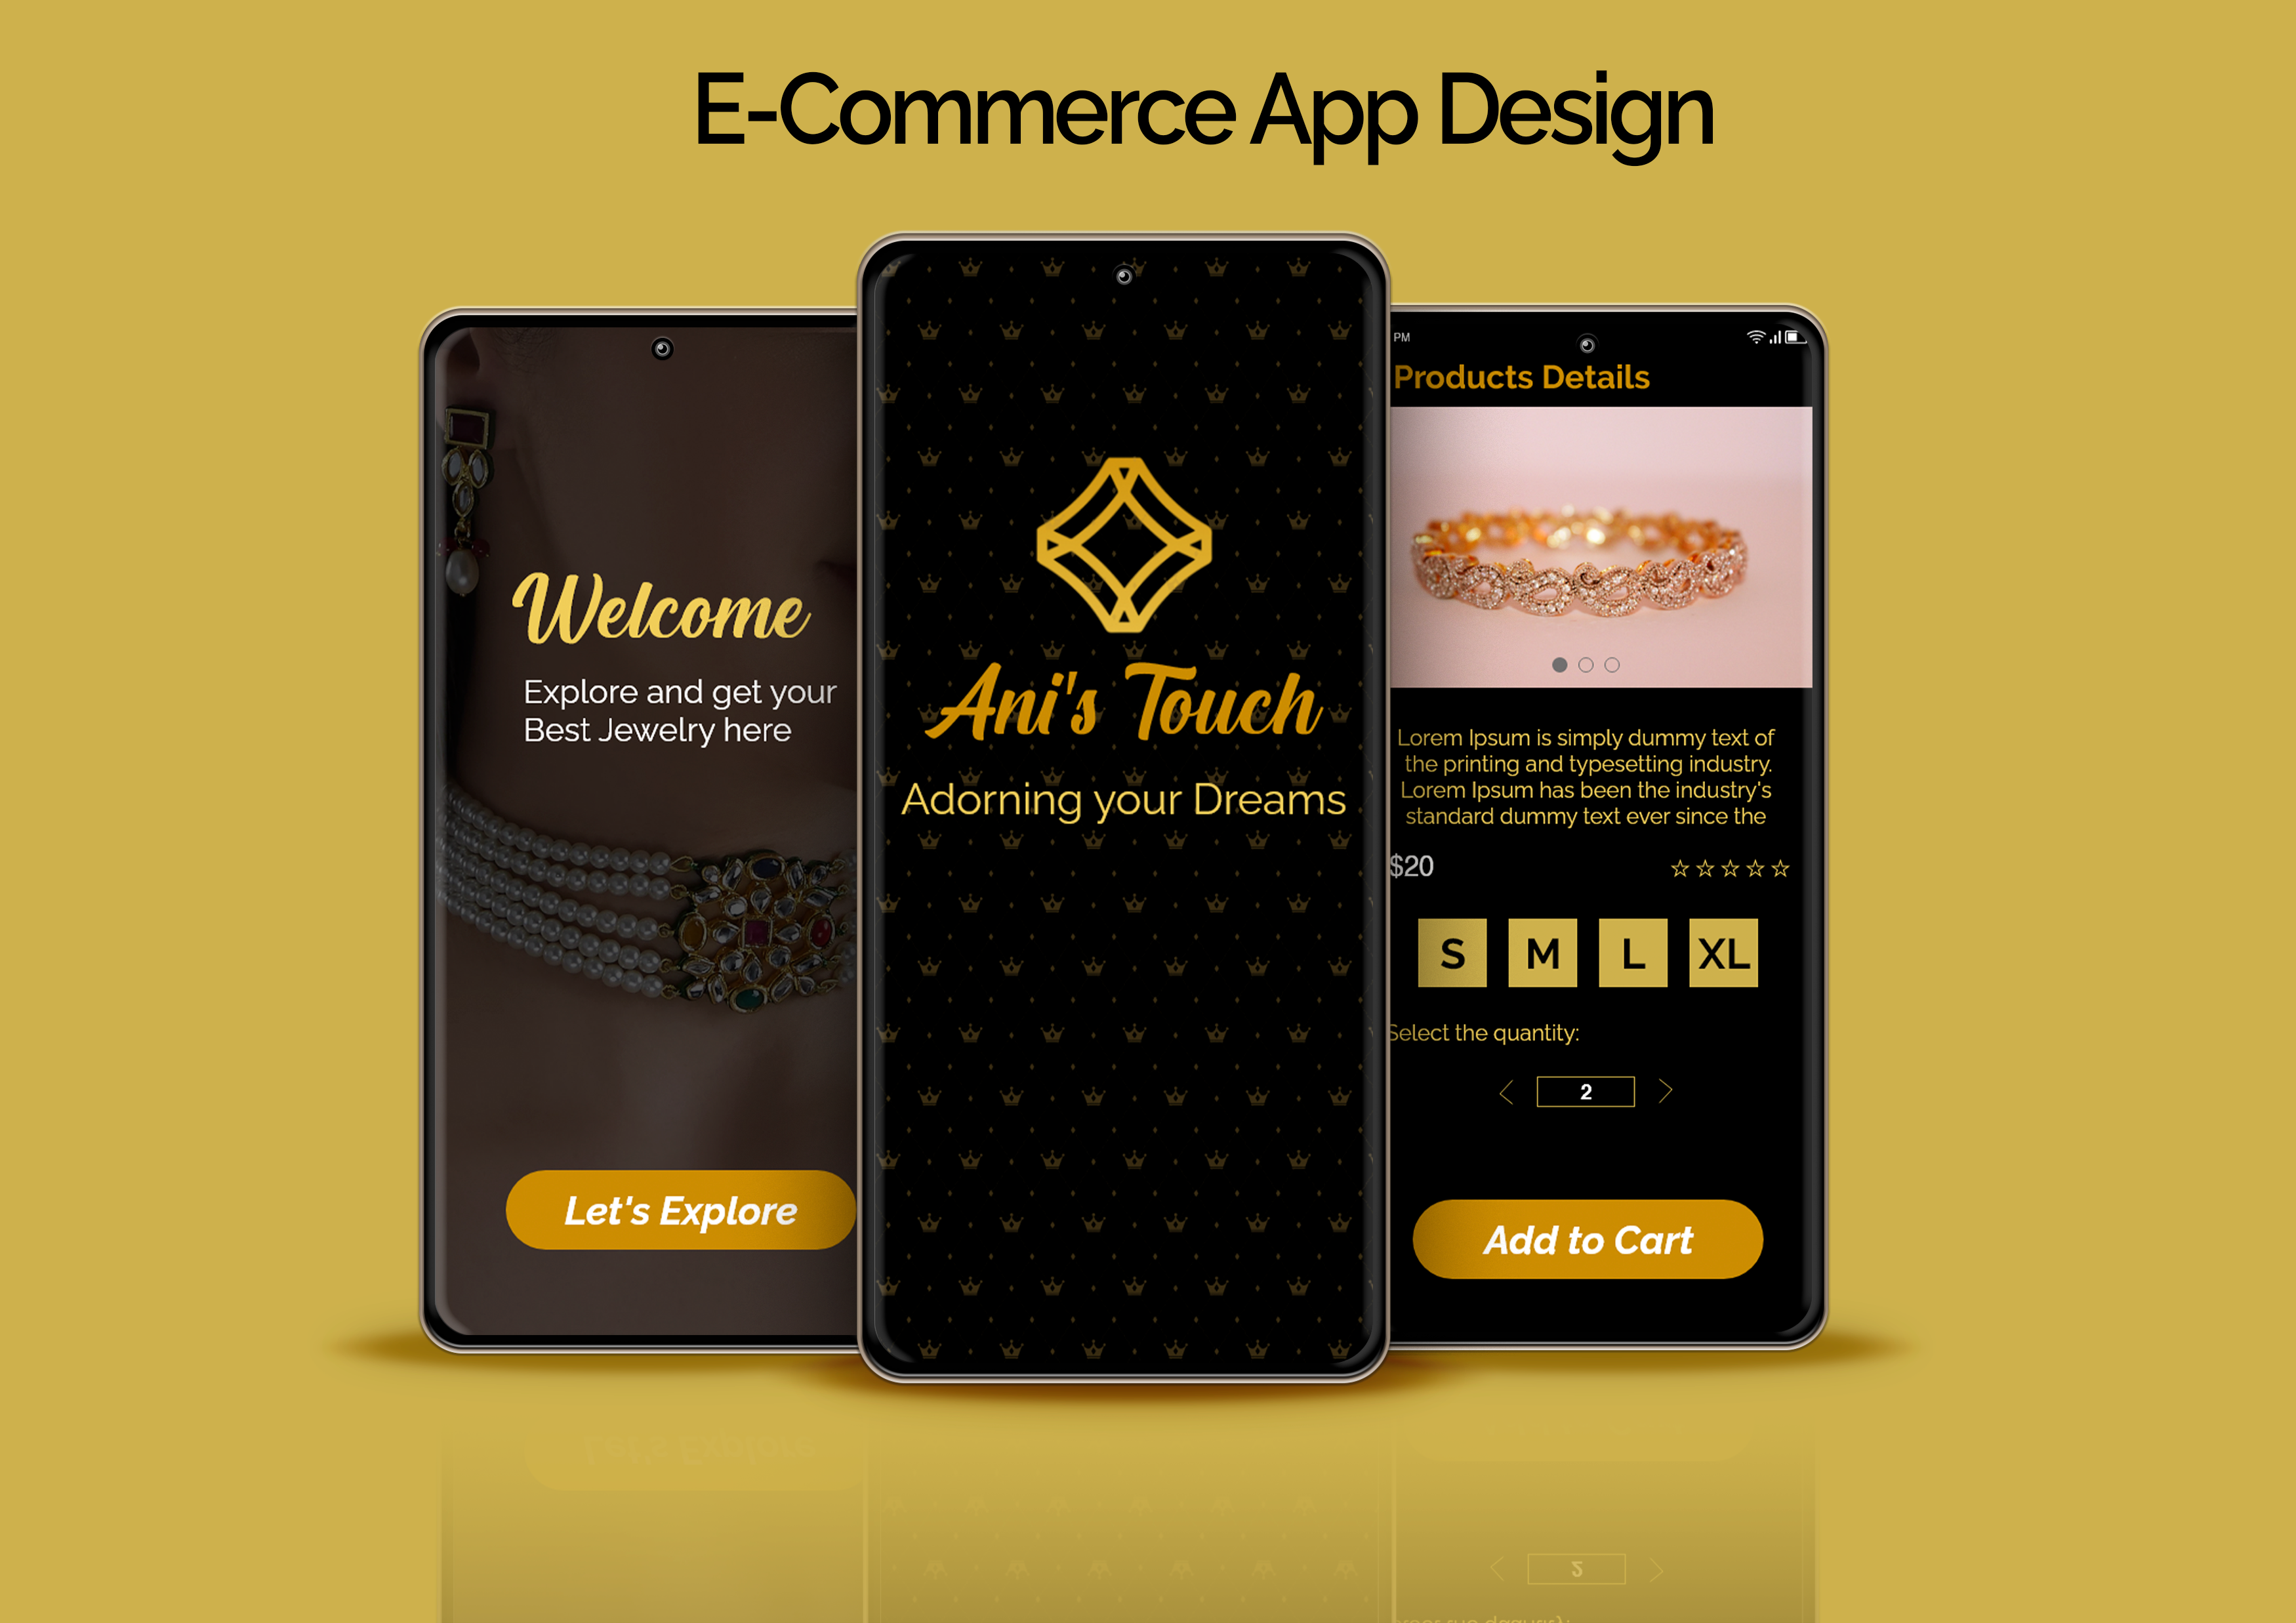 E-Commerce App Design
Welcome
Explore and get your
Best Jewelry here
Let's Explore
Ani's Touch
Adorning your Dreams
PM
Products Details
Lorem Ipsum is simply dummy text of
the printing and typesetting industry.
Lorem Ipsum has been the industry's
standard dummy text ever since the
$20
S M L XL
Select the quantity:
2
Add to Cart